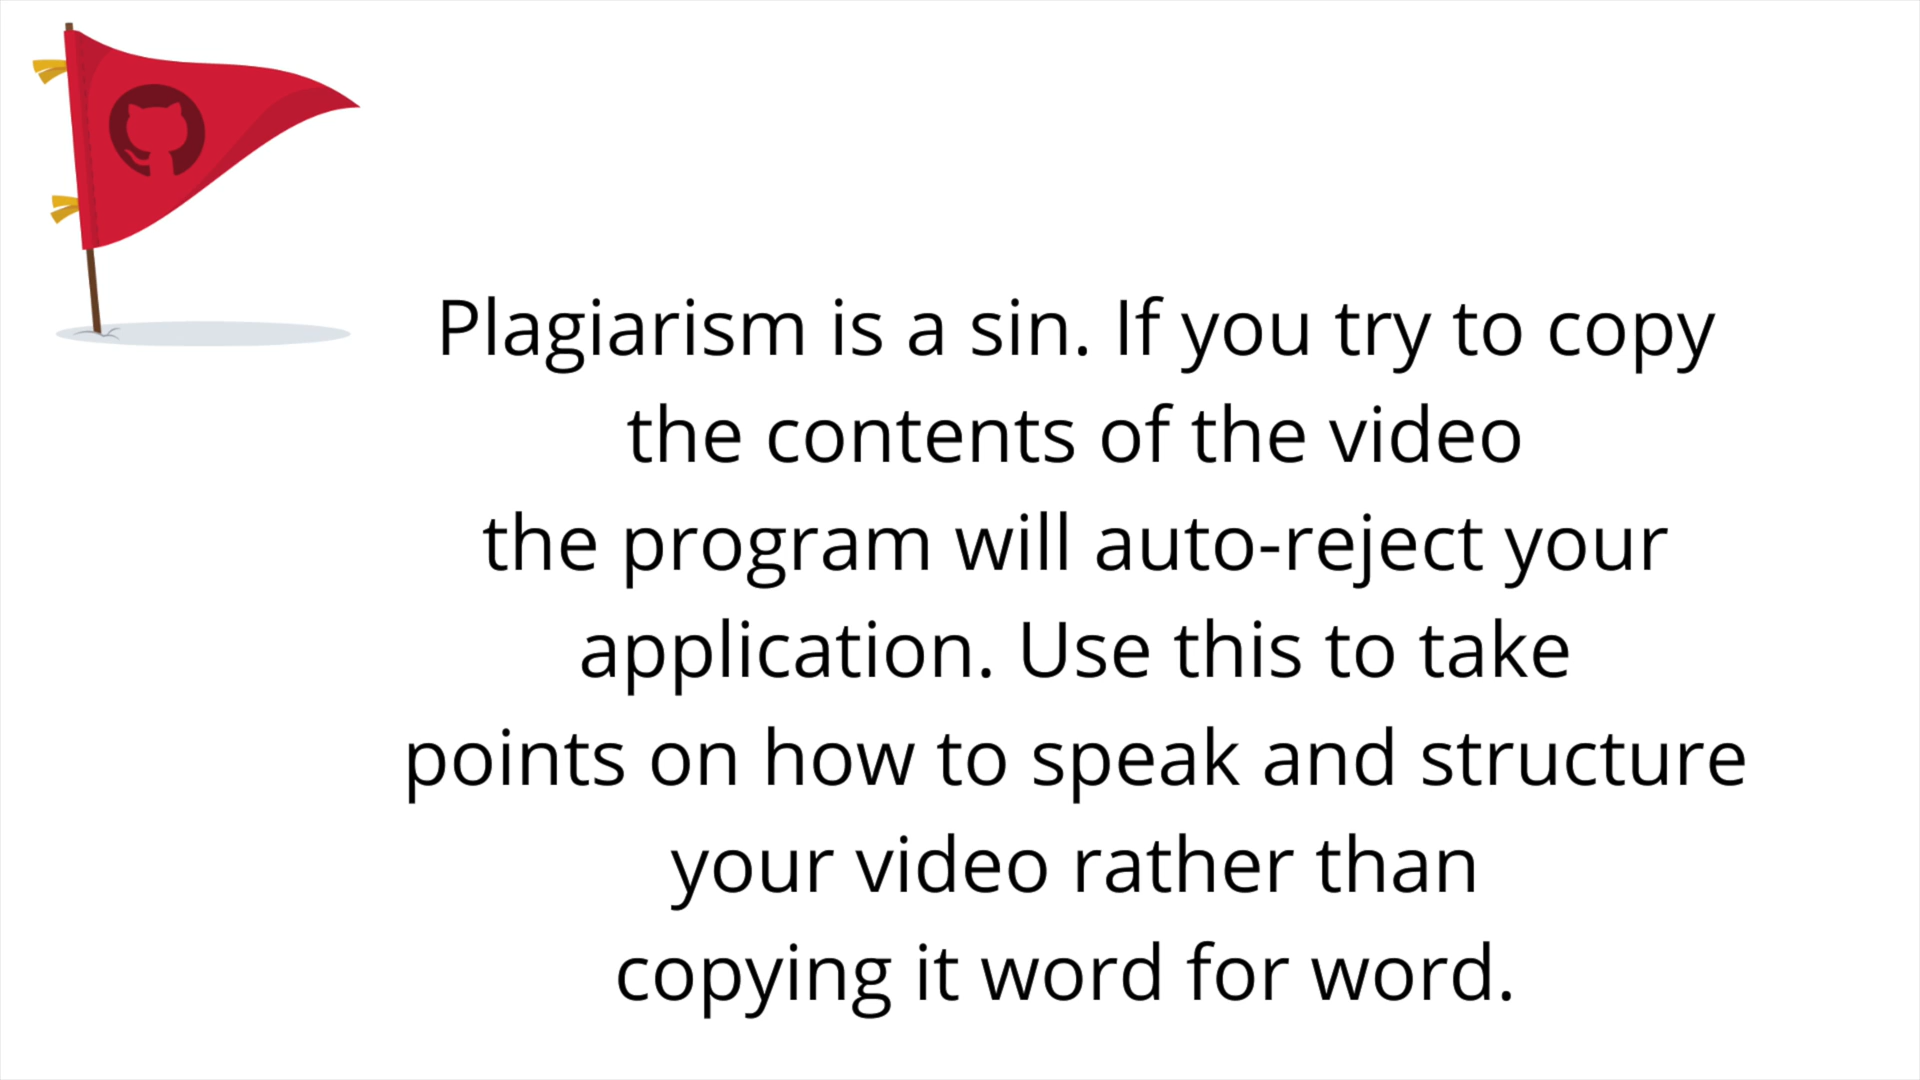 Plagiarism is a sin. If you try to copy
the contents of the video
the program will auto-reject your
application. Use this to take
points on how to speak and structure
your video rather than
copying it word for word.